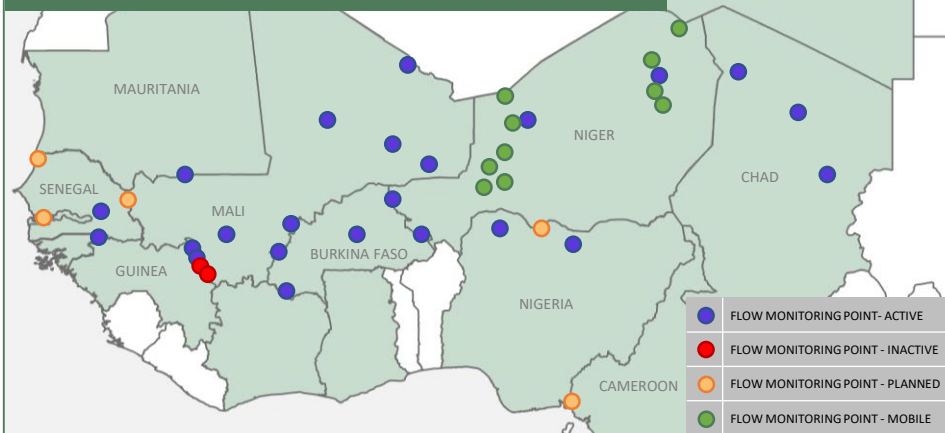 MAURITANIA
NIGER
SENEGAL
CHAD
MALI
BURKINA FASO
GUINEA
NIGERIA
CAMEROON
FLOW MONITORING POINT- ACTIVE
FLOW MONITORING POINT - INACTIVE
FLOW MONITORING POINT - PLANNED
FLOW MONITORING POINT - MOBILE